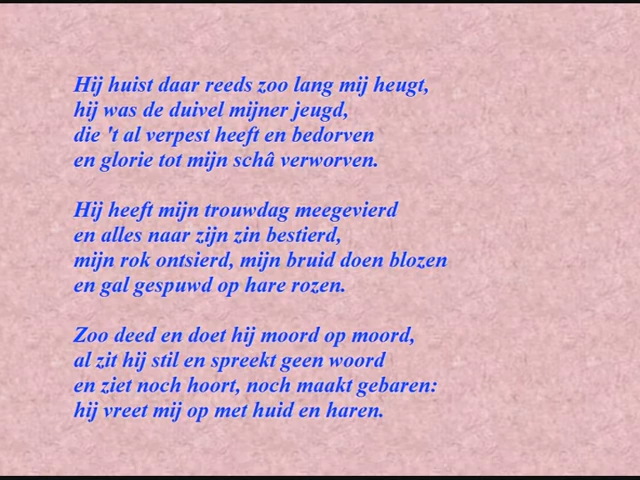 Hij huist daar reeds zoo lang mij heugt,
hij was de duivel mijner jeugd,
die 't al verpest heeft en bedorven
en glorie tot mijn schâ verworven.

Hij heeft mijn trouwdag meegevierd
en alles naar zijn zin bestierd,
mijn rok ontsierd, mijn bruid doen blozen
en gal gespuwd op hare rozen.

Zoo deed en doet hij moord op moord,
al zit hij stil en spreekt geen woord
en ziet noch hoort, noch maakt gebaren:
hij vreet mij op met huid en haren.